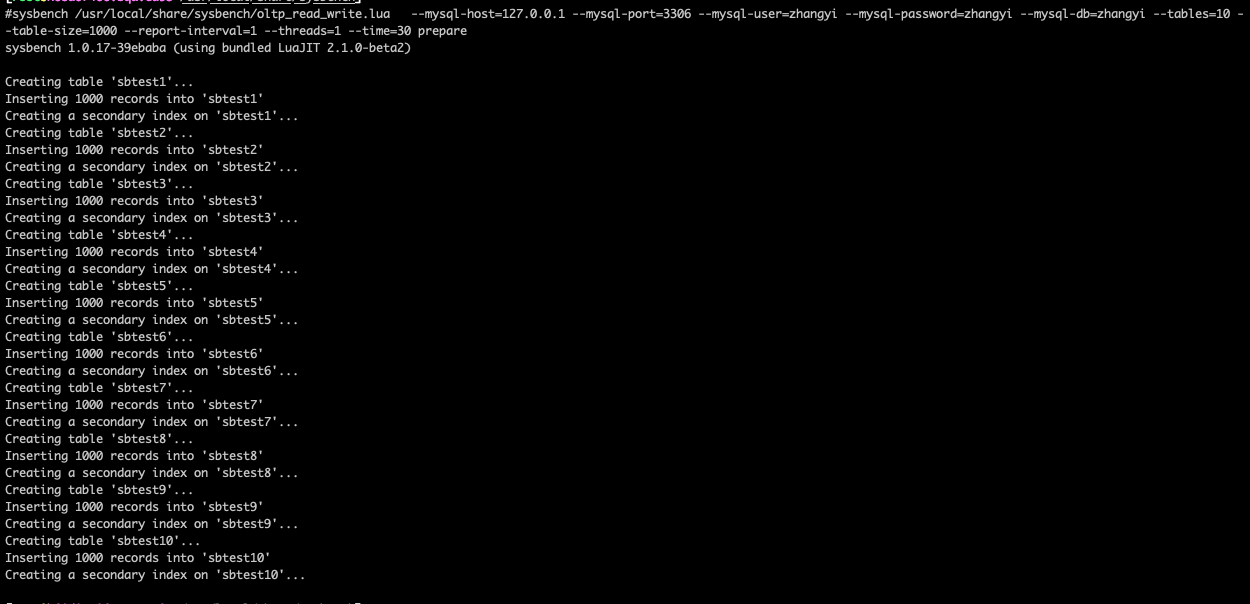 #sysbench /usr/local/share/sysbench/oltp_read_write.lua   --mysql-host=127.0.0.1 --mysql-port=3306 --mysql-user=zhangyi --mysql-password=zhangyi --mysql-db=zhangyi --tables=10 -
-table-size=1000 --report-interval=1 --threads=1 --time=30 prepare
sysbench 1.0.17-39ebaba (using bundled LuaJIT 2.1.0-beta2)
Creating table 'sbtest1'...
Inserting 1000 records into 'sbtest1'
Creating a secondary index on 'sbtest1'...
Creating table 'sbtest2'...
Inserting 1000 records into 'sbtest2'
Creating a secondary index on 'sbtest2'...
Creating table 'sbtest3'...
Inserting 1000 records into 'sbtest3'
Creating a secondary index on 'sbtest3'...
Creating table 'sbtest4'...
Inserting 1000 records into 'sbtest4'
Creating a secondary index on 'sbtest4'...
Creating table 'sbtest5'...
Inserting 1000 records into 'sbtest5'
Creating a secondary index on 'sbtest5'...
Creating table 'sbtest6'...
Inserting 1000 records into 'sbtest6'
Creating a secondary index on 'sbtest6'...
Creating table 'sbtest7'...
Inserting 1000 records into 'sbtest7'
Creating a secondary index on 'sbtest7'...
Creating table 'sbtest8'...
Inserting 1000 records into 'sbtest8'
Creating a secondary index on 'sbtest8'...
Creating table 'sbtest9'...
Inserting 1000 records into 'sbtest9'
Creating a secondary index on 'sbtest9'...
Creating table 'sbtest10'...
Inserting 1000 records into 'sbtest10'
Creating a secondary index on 'sbtest10'...